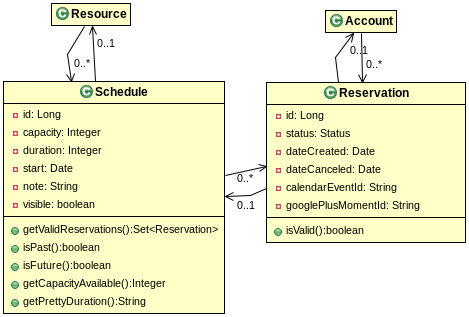 C Resource
C Account
0..1
0..*
0..1
0..*
C Schedule
id: Long
capacity: Integer
duration: Integer
start: Date
note: String
visible: boolean
getValidReservations():Set<Reservation>
isPast():boolean
isFuture():boolean
getCapacityAvailable():Integer
getPrettyDuration():String
0..*
0..1
C Reservation
id: Long
status: Status
dateCreated: Date
dateCanceled: Date
calendarEventId: String
googlePlusMomentId: String
isValid():boolean